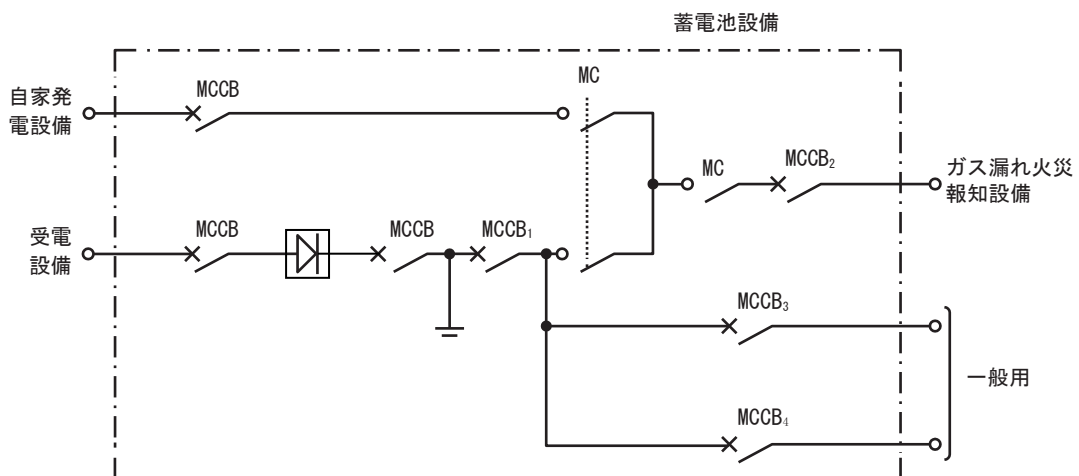 蓄電池設備
自家発
電設備
MCCB
MC
MC
MCCB₂
ガス漏れ火災
報知設備
受電
設備
MCCB
MCCB
MCCB₁
MCCB₃
一般用
MCCB₄